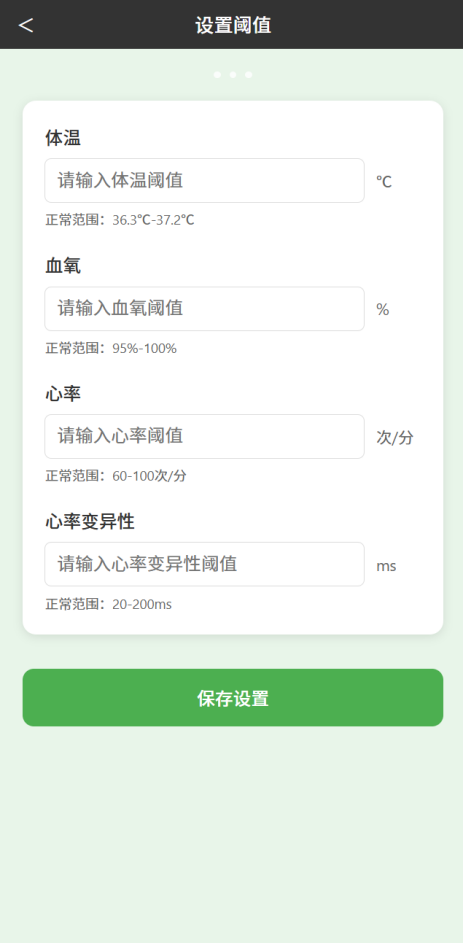 设置阈值
体温
请输入体温阈值
℃
正常范围：36.3℃-37.2℃
血氧
请输入血氧阈值
%
正常范围：95%-100%
心率
请输入心率阈值
次/分
正常范围：60-100次/分
心率变异性
请输入心率变异性阈值
ms
正常范围：20-200ms
保存设置